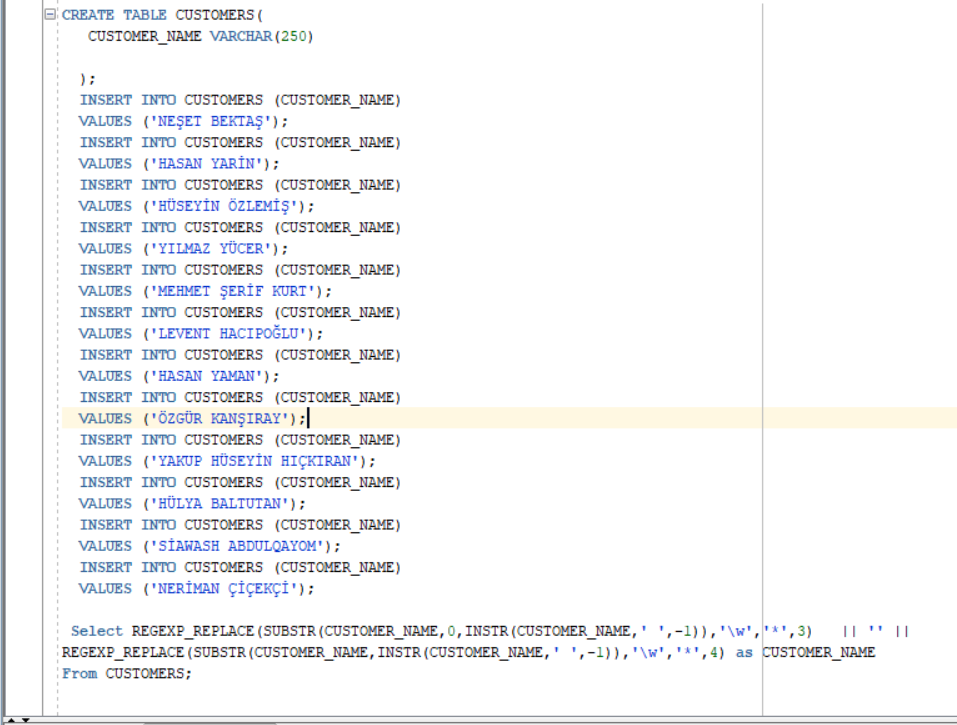 CREATE TABLE CUSTOMERS(
CUSTOMER_NAME VARCHAR(250)
);
INSERT INTO CUSTOMERS (CUSTOMER_NAME)
VALUES ('NEŞET BEKTAŞ');
INSERT INTO CUSTOMERS (CUSTOMER_NAME)
VALUES ('HASAN YARİN');
INSERT INTO CUSTOMERS (CUSTOMER_NAME)
VALUES ('HÜSEYİN ÖZLEMİŞ');
INSERT INTO CUSTOMERS (CUSTOMER_NAME)
VALUES ('YILMAZ YÜCER');
INSERT INTO CUSTOMERS (CUSTOMER_NAME)
VALUES ('MEHMET ŞERİF KURT');
INSERT INTO CUSTOMERS (CUSTOMER_NAME)
VALUES ('LEVENT HACIPOĞLU');
INSERT INTO CUSTOMERS (CUSTOMER_NAME)
VALUES ('HASAN YAMAN');
INSERT INTO CUSTOMERS (CUSTOMER_NAME)
VALUES ('ÖZGÜR KANŞIRAY');
INSERT INTO CUSTOMERS (CUSTOMER_NAME)
VALUES ('YAKUP HÜSEYİN HIÇKIRAN');
INSERT INTO CUSTOMERS (CUSTOMER_NAME)
VALUES ('HÜLYA BALTUTAN');
INSERT INTO CUSTOMERS (CUSTOMER_NAME)
VALUES ('SİAWASH ABDULQAYOM');
INSERT INTO CUSTOMERS (CUSTOMER_NAME)
VALUES ('NERİMAN ÇİÇEKÇİ');
Select REGEXP_REPLACE(SUBSTR(CUSTOMER_NAME,0,INSTR(CUSTOMER_NAME,' ',-1)),'\w','*',3) || '' ||
REGEXP_REPLACE(SUBSTR(CUSTOMER_NAME,INSTR(CUSTOMER_NAME,' ',-1)),'\w','*',4) as CUSTOMER_NAME
From CUSTOMERS;